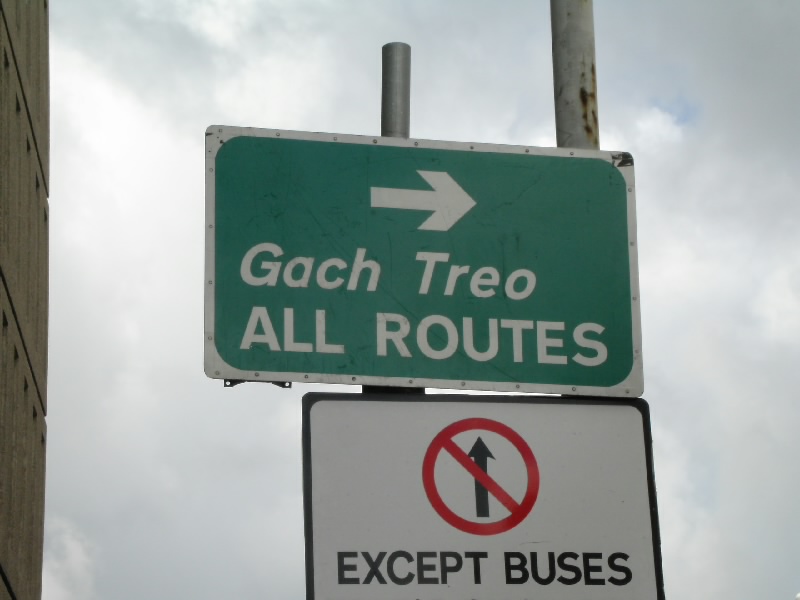 Gach Treo
ALL ROUTES
EXCEPT BUSES